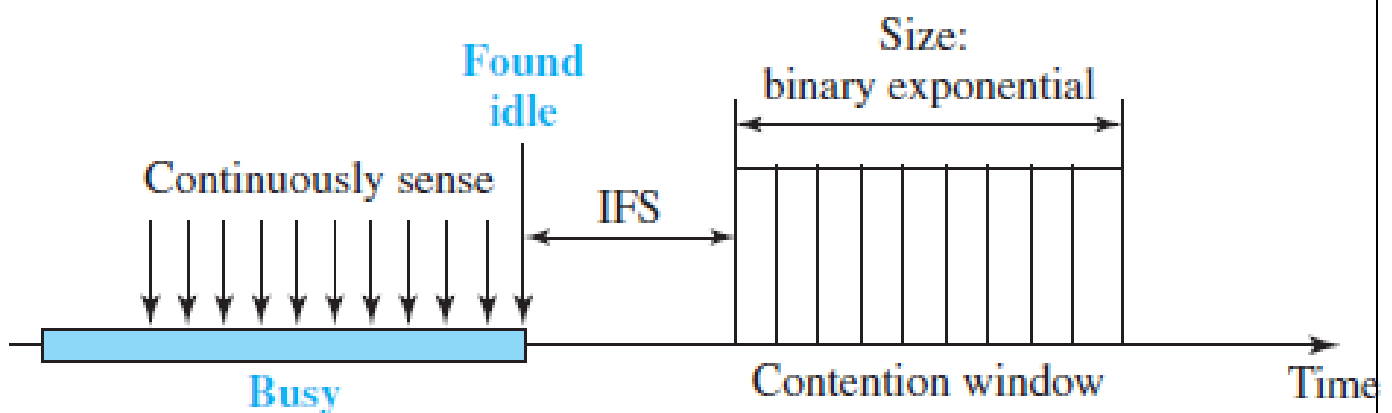 Size:
binary exponential
Found
idle
Continuously sense
IFS
Busy
Contention window
Time